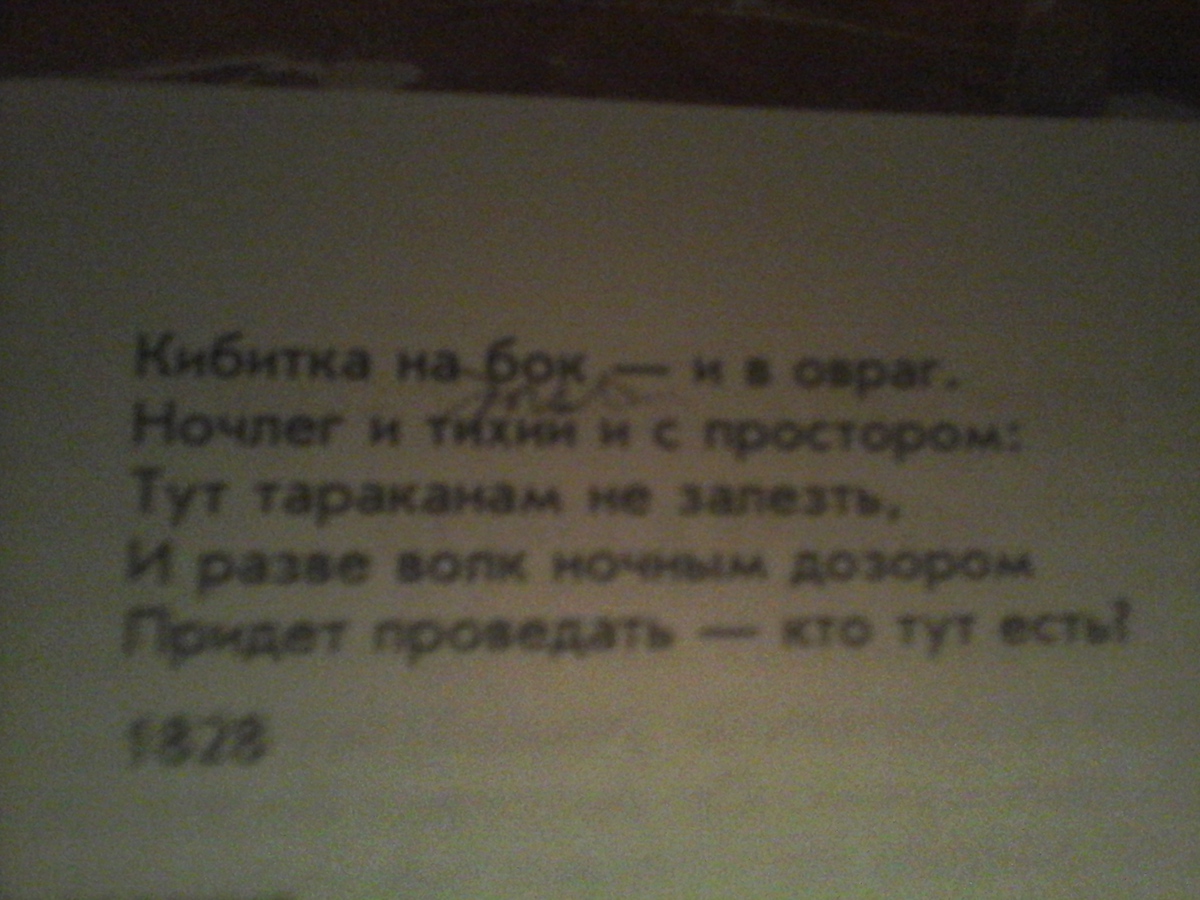 Кибитка на бок — и в овраг.
Ночлег и тихий и с простором:
Тут тараканам не залезть,
И разве волк ночным дозором
Придет проведать — кто тут есть?
1828